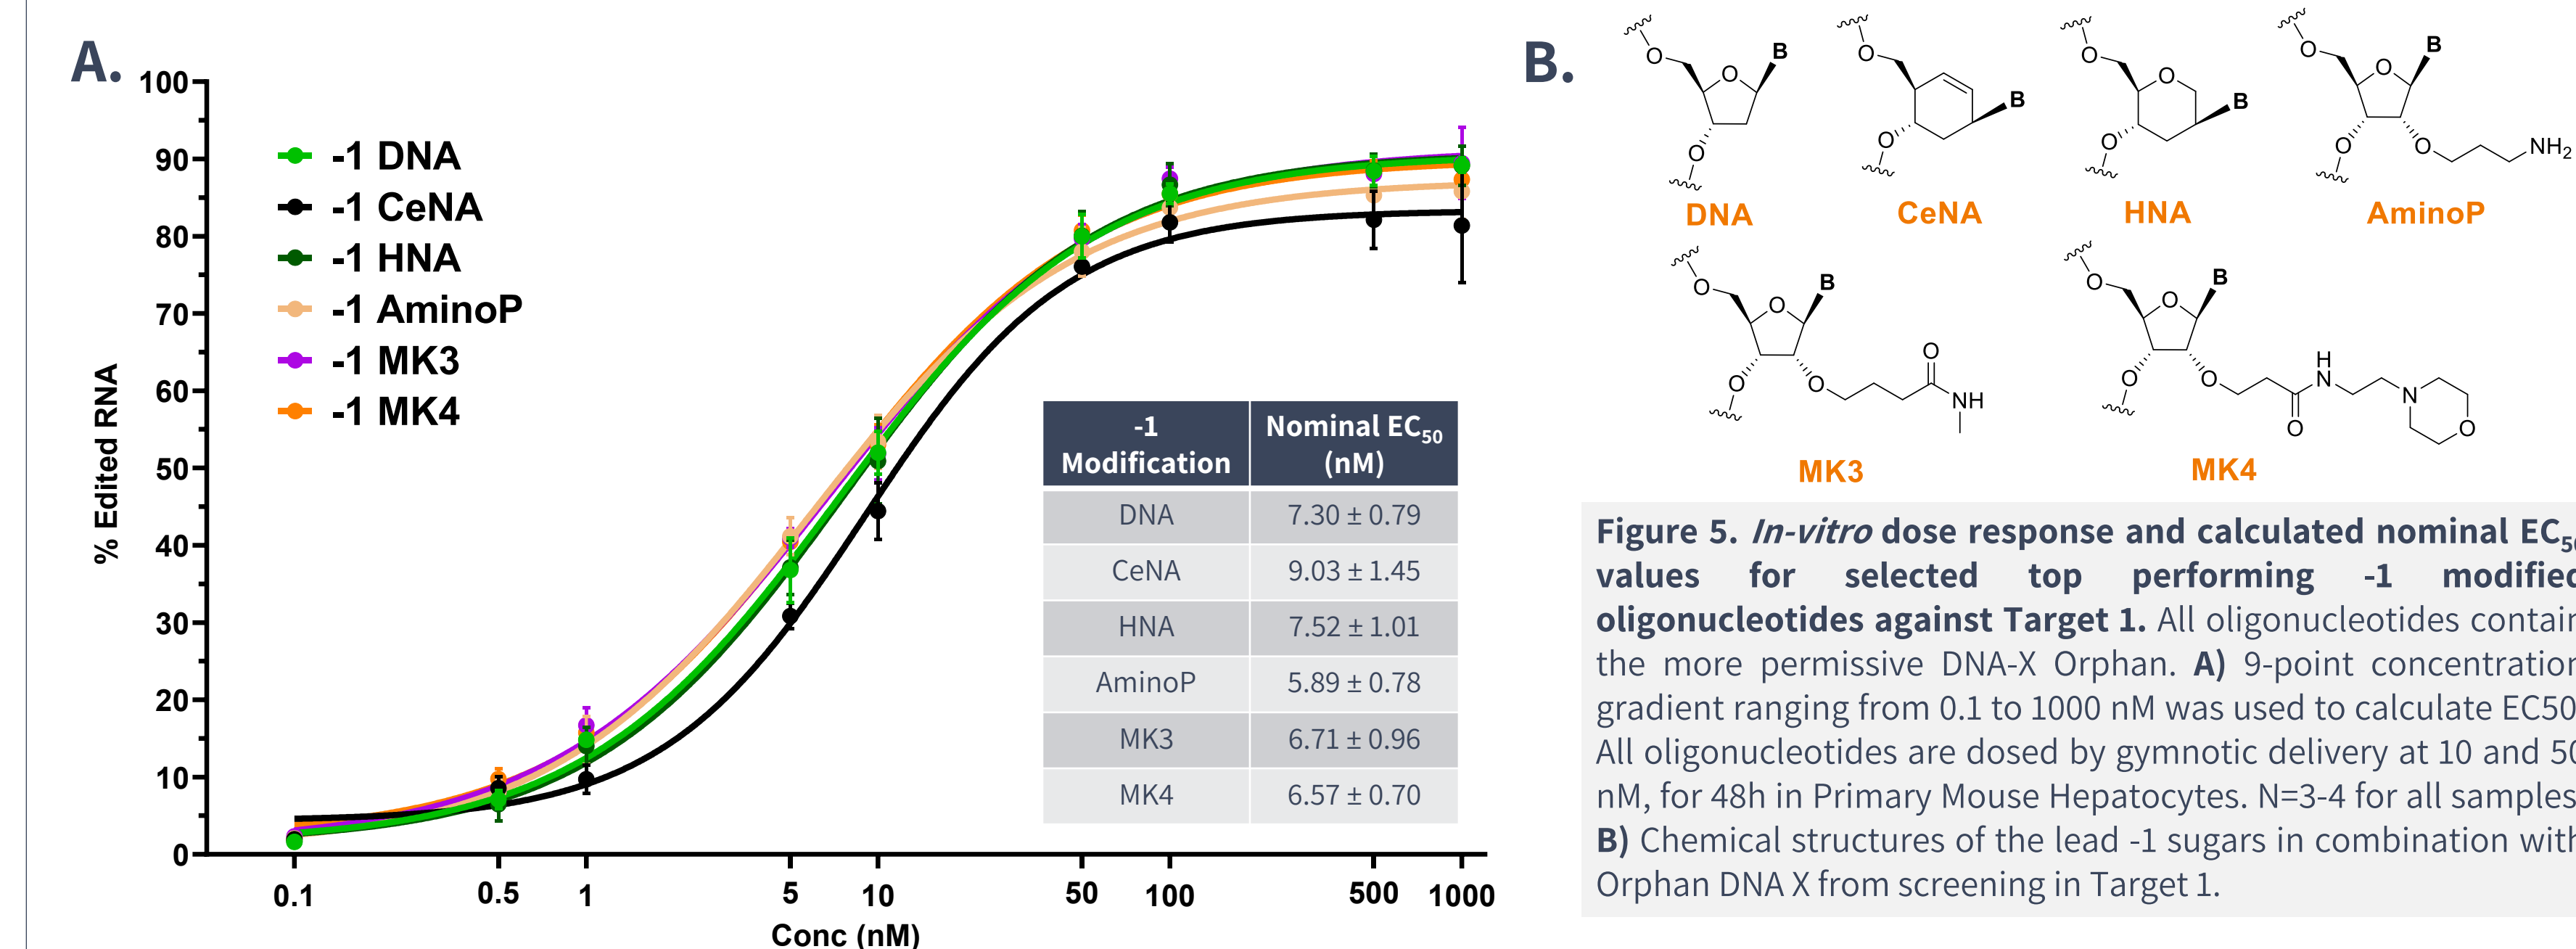 A.
100
90
80
70
60
50
40
30
20
10
0
% Edited RNA
-1 DNA
-1 CeNA
-1 HNA
-1 AminoP
-1 MK3
-1 MK4
0.1 0.5 1 5 10 50 100 500 1000
Conc (nM)
-1 Modification Nominal EC50 (nM)
DNA 7.30 ± 0.79
CeNA 9.03 ± 1.45
HNA 7.52 ± 1.01
AminoP 5.89 ± 0.78
MK3 6.71 ± 0.96
MK4 6.57 ± 0.70
B.
O O B O
DNA
O B O
CeNA
O O B O
HNA
O O B O O NH2
AminoP
O O B O O O NH
MK3
O O B O O O H N N O
MK4
Figure 5. In-vitro dose response and calculated nominal EC50
values for selected top performing -1 modified
oligonucleotides against Target 1. All oligonucleotides contain
the more permissive DNA-X Orphan. A) 9-point concentration
gradient ranging from 0.1 to 1000 nM was used to calculate EC50.
All oligonucleotides are dosed by gymnotic delivery at 10 and 50
nM, for 48h in Primary Mouse Hepatocytes. N=3-4 for all samples.
B) Chemical structures of the lead -1 sugars in combination with
Orphan DNA X from screening in Target 1.